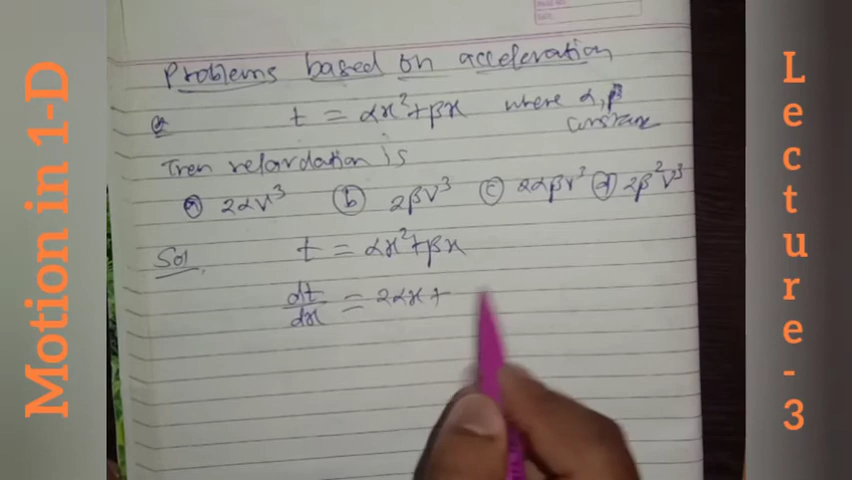 Motion in 1-D
Problems based on acceleration
Q t = αx²+βx where α,β
constant
Then retardation is
(a) 2αv³ (b) 2βv³ (c) 2αβv³ (d) 2β²v³
Sol. t = αx²+βx
dt/dx = 2αx+
Lecture-3